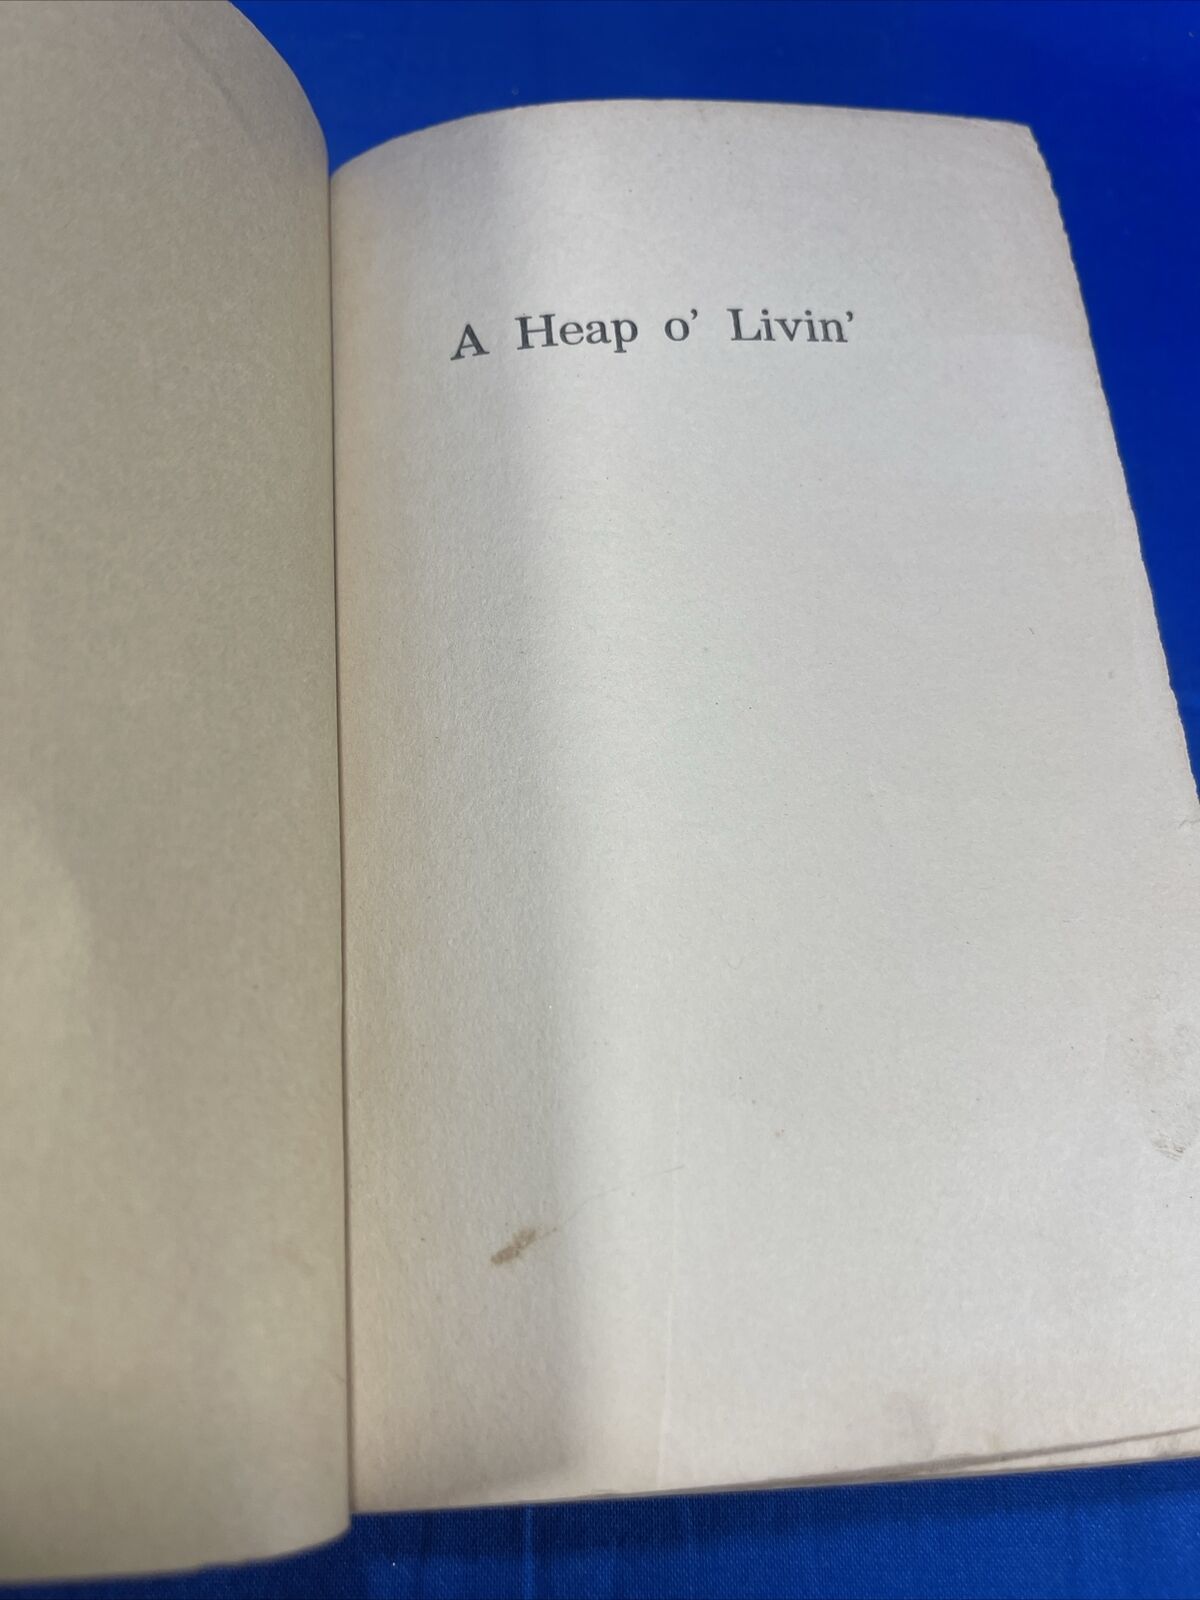 A Heap o’ Livin’